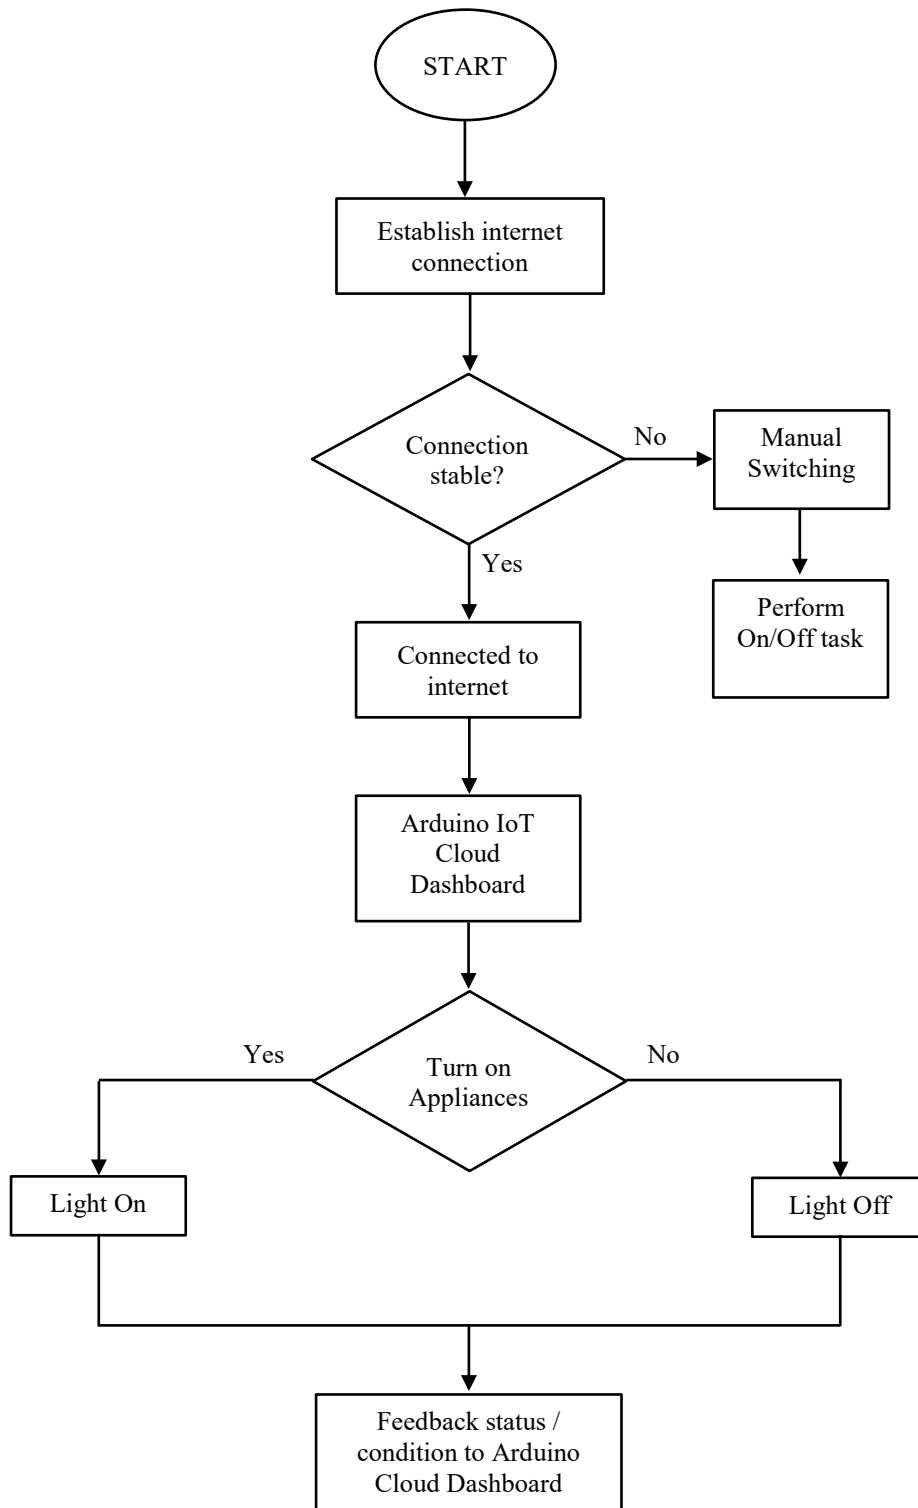 START
Establish internet
connection
Connection
stable?
No
Manual
Switching
Yes
Perform
On/Off task
Connected to
internet
Arduino IoT
Cloud
Dashboard
Yes
No
Turn on
Appliances
Light On
Light Off
Feedback status /
condition to Arduino
Cloud Dashboard